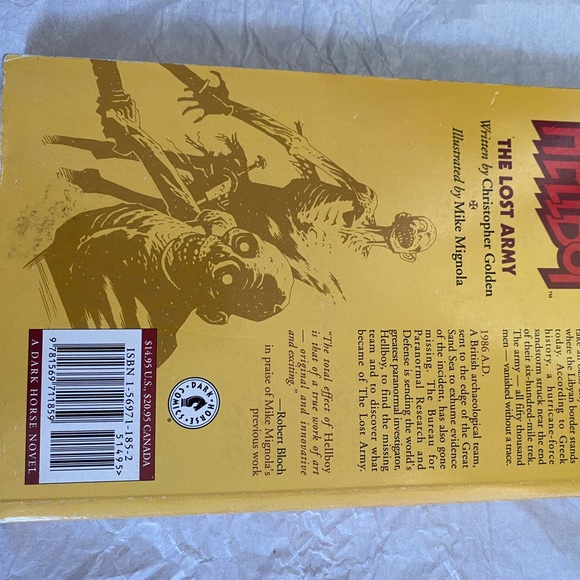 HELLBOY
™
THE LOST ARMY
Written by Christopher Golden
Illustrated by Mike Mignola
where the Libyan border stands
today. According to Greek
history, a hurricane-force
sandstorm struck near the end
of their six-hundred-mile trek.
The army — all fifty thousand
men — vanished without a trace.
1986 A.D.
A British archaeological team,
sent to the edge of the Great
Sand Sea to exhume evidence
of the incident, has also gone
missing. The Bureau for
Paranormal Research and
Defense is sending the world's
greatest paranormal investigator,
Hellboy, to find the missing
team and to discover what
became of The Lost Army.
"The total effect of Hellboy
is that of a true work of art
— original and innovative
and exciting."
—Robert Bloch
in praise of Mike Mignola's
previous work
DARK HORSE COMICS
$14.95 U.S., $20.95 CANADA
ISBN 1-56971-185-2
51495>
9 781569 711859
A DARK HORSE NOVEL